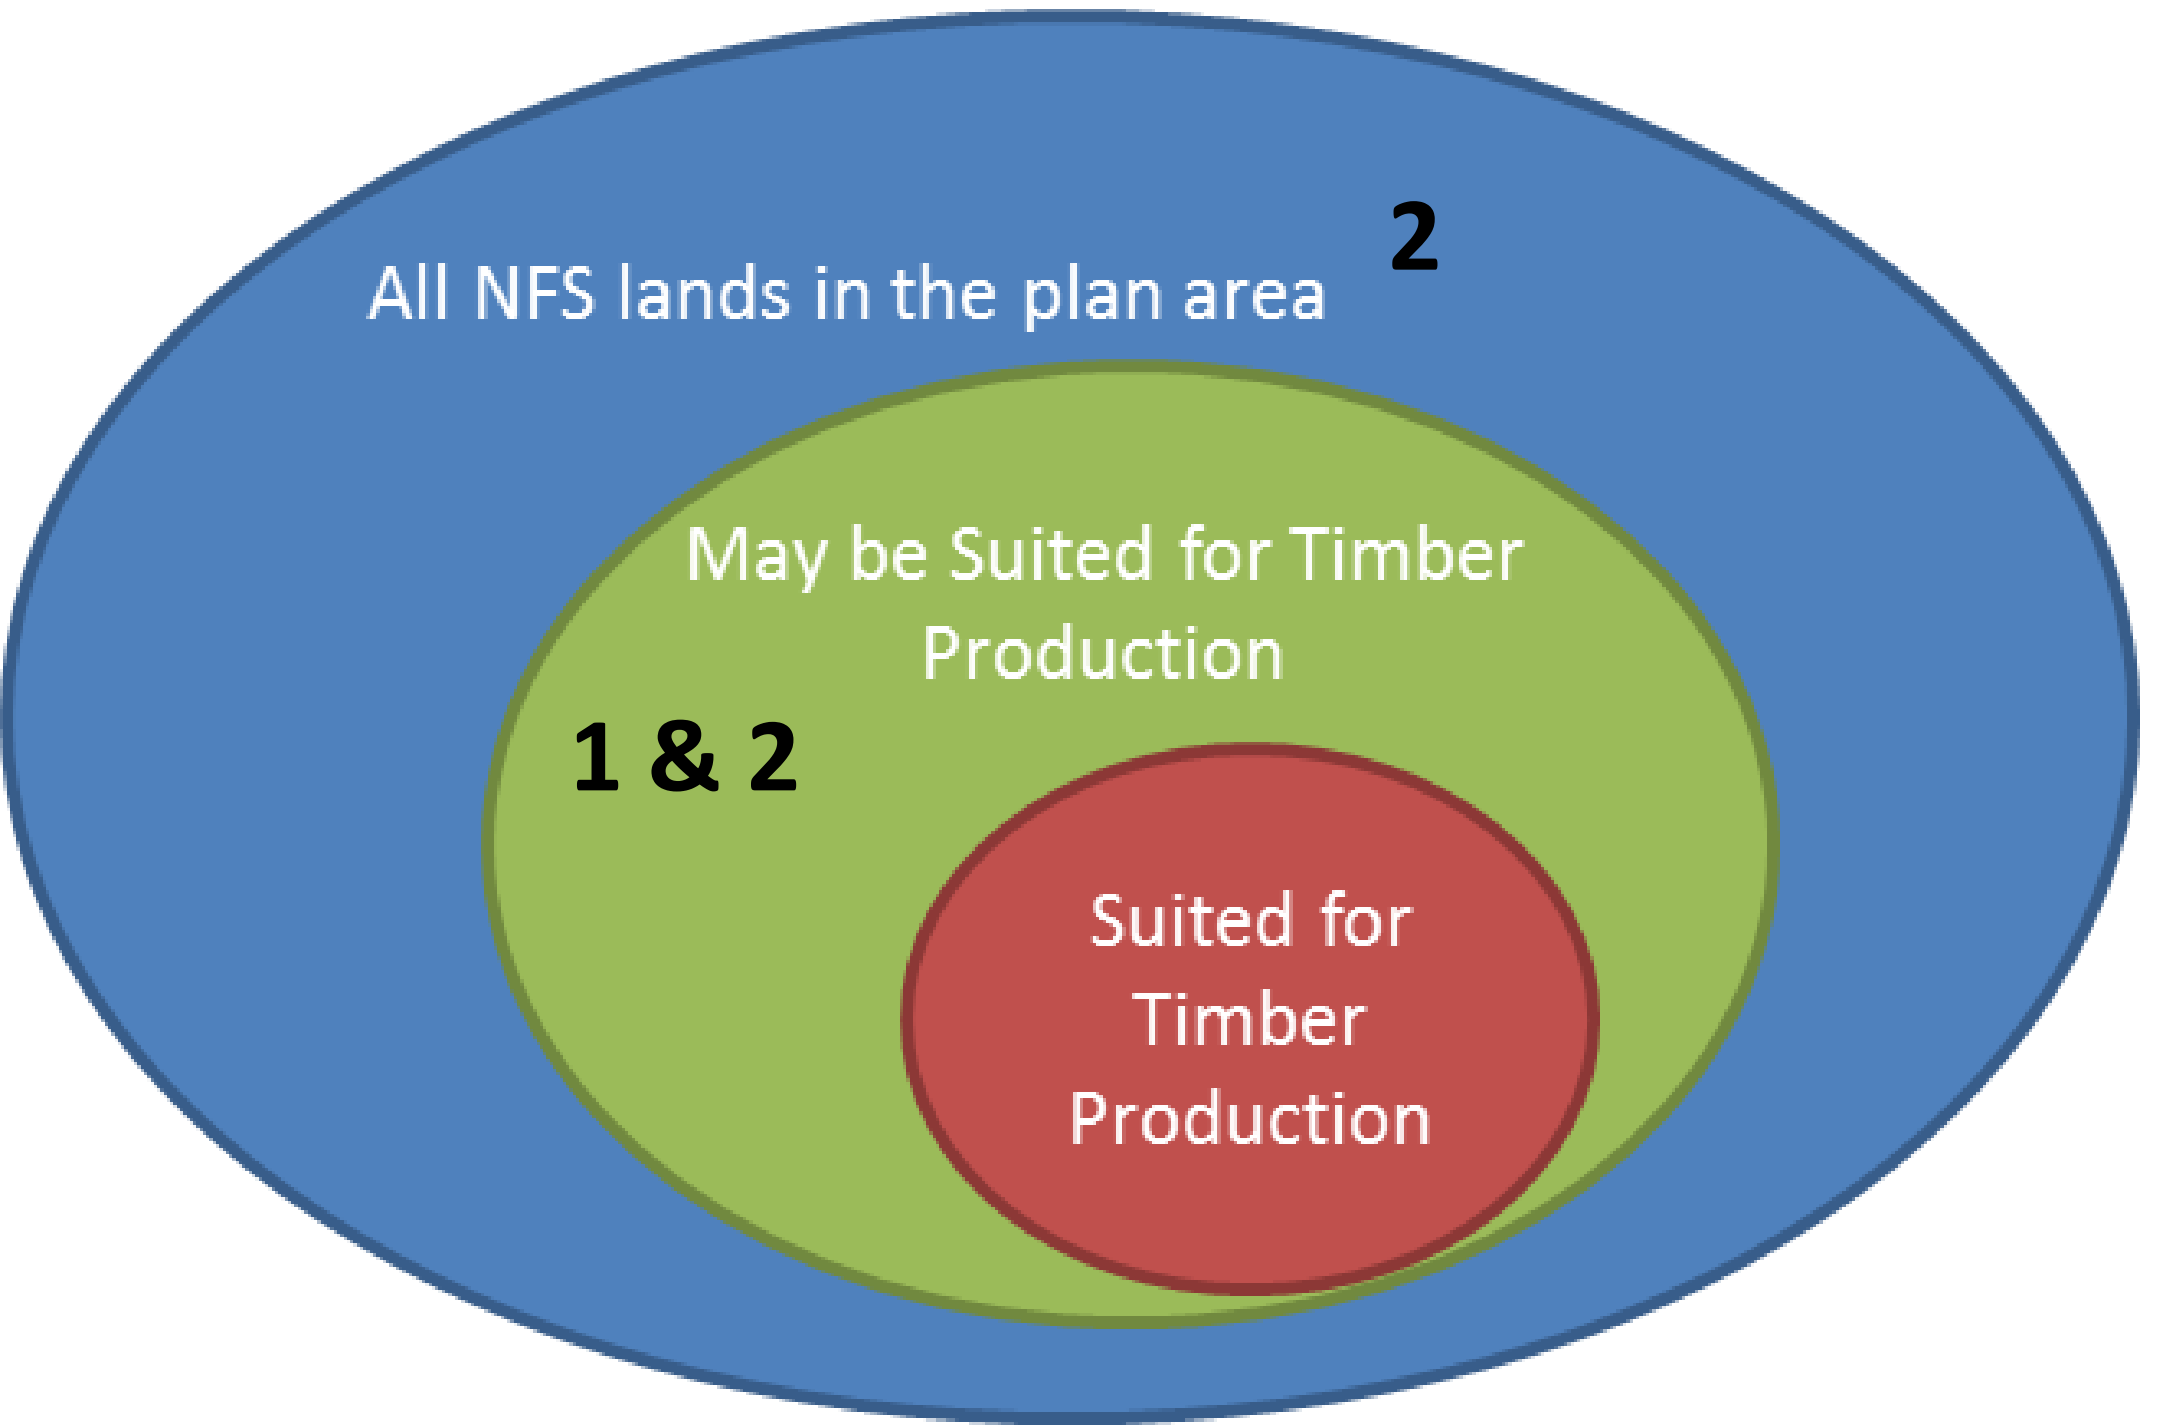 2
All NFS lands in the plan area
May be Suited for Timber
Production
1 & 2
Suited for
Timber
Production